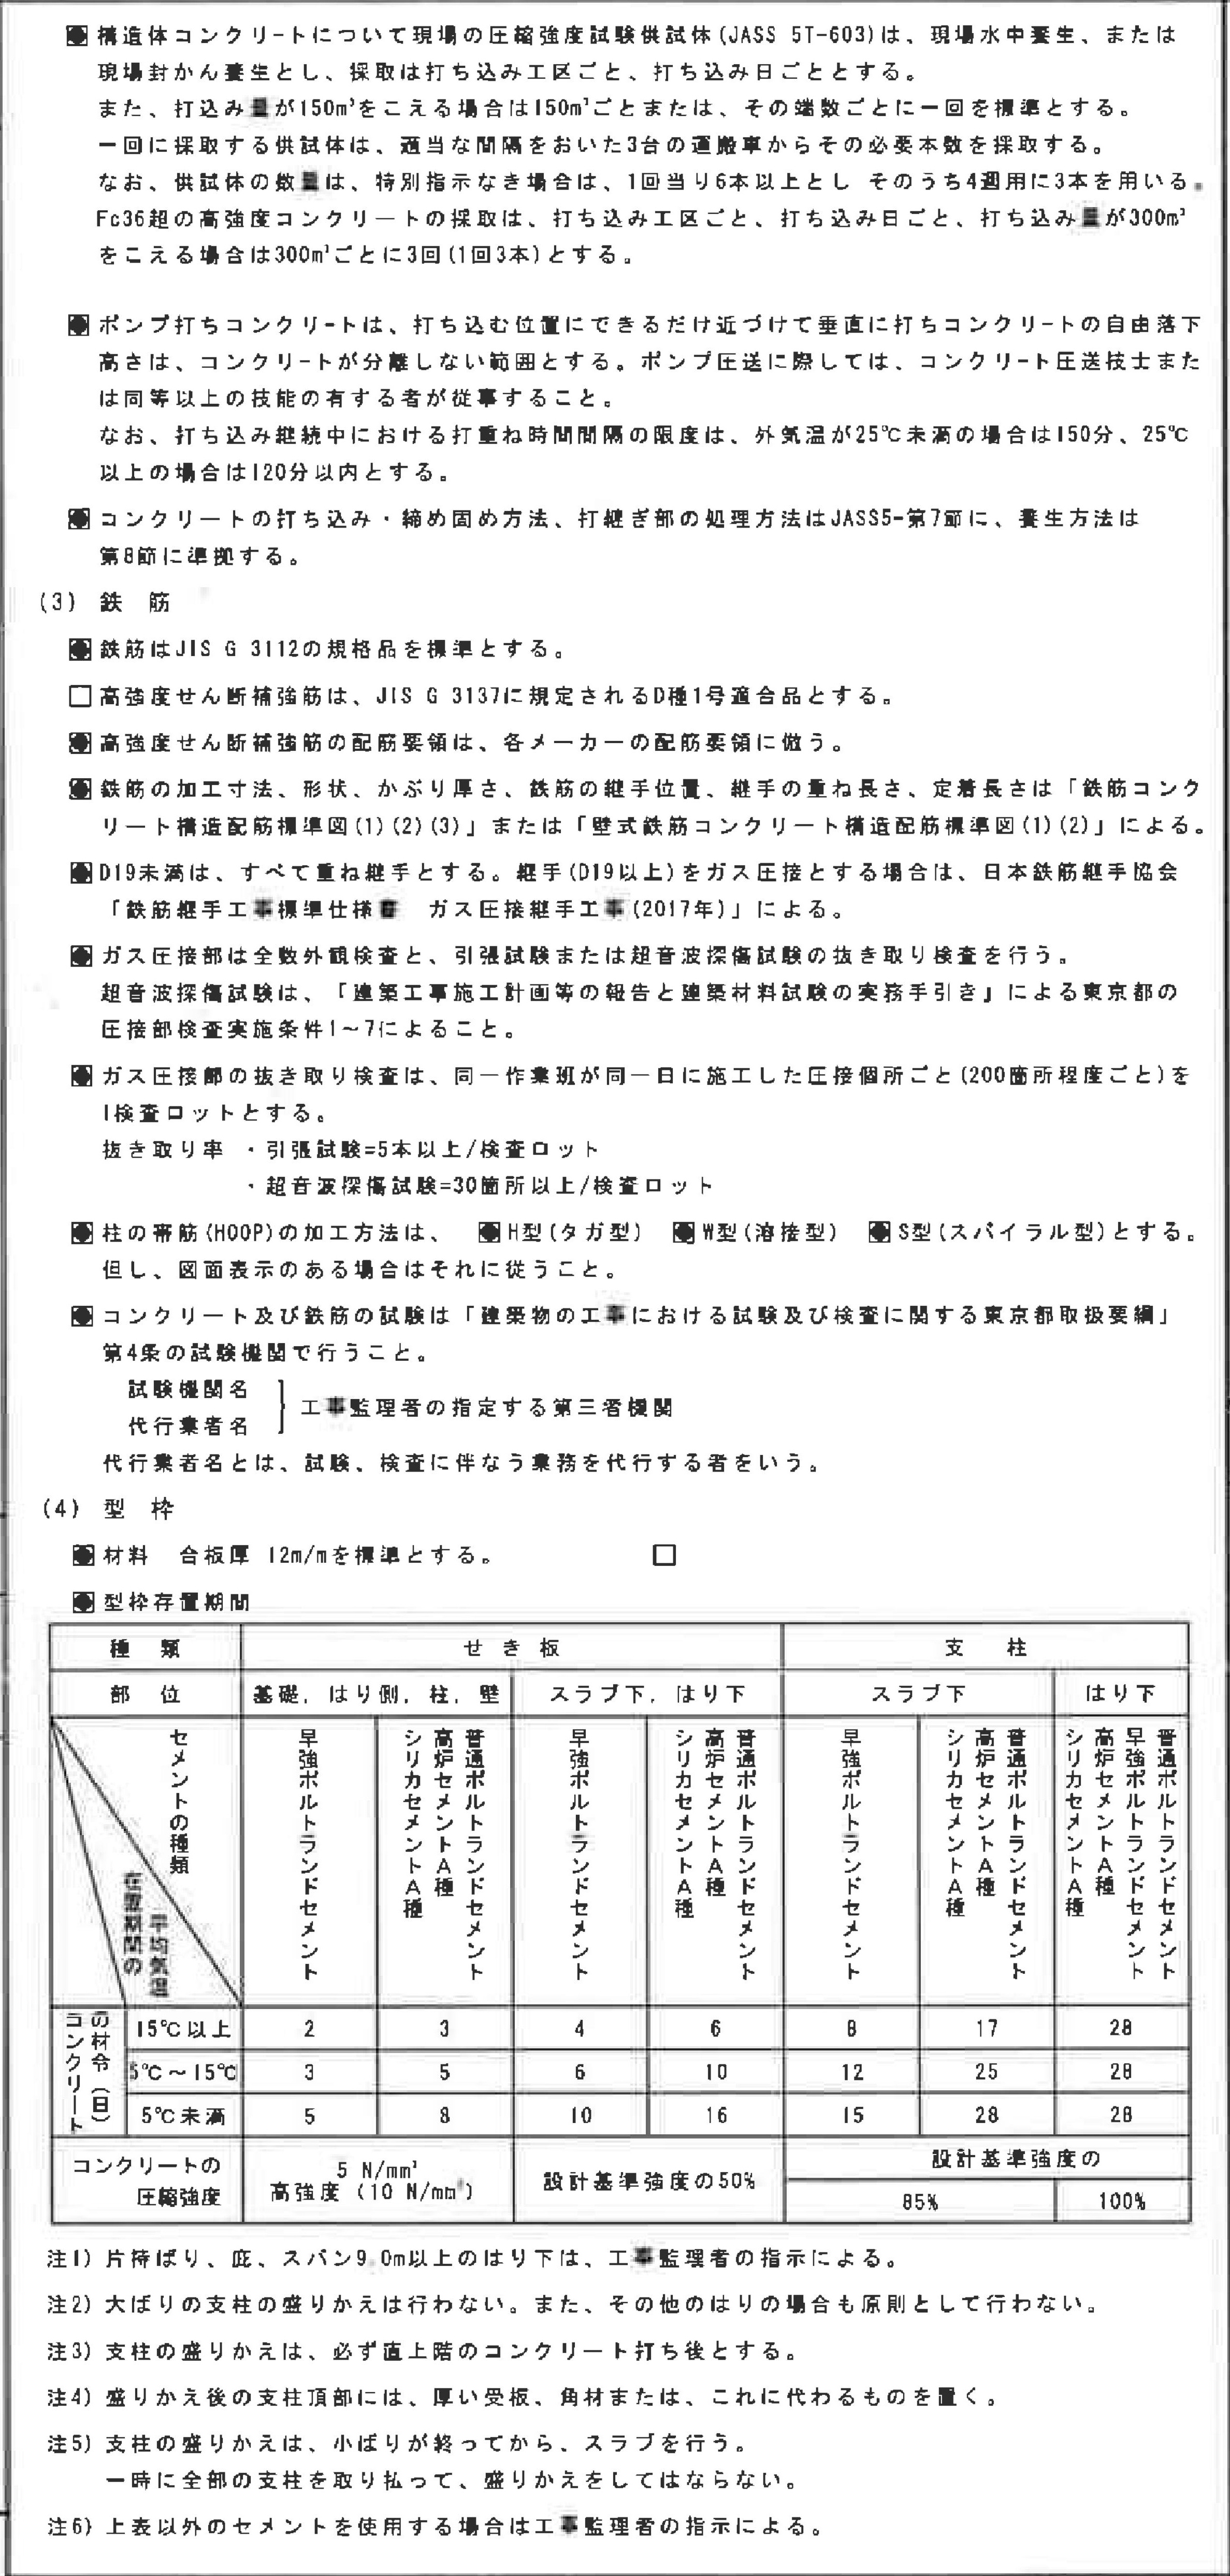 構造体コンクリートについて現場の圧縮強度試験供試体(JASS 5T-603)は、現場水中養生、または
現場封かん養生とし、採取は打ち込み工区ごと、打ち込み日ごととする。
また、打込み量が150m³をこえる場合は150m³ごとまたは、その端数ごとに一回を標準とする。
一回に採取する供試体は、適当な間隔をおいた3台の運搬車からその必要本数を採取する。
なお、供試体の数量は、特別指示なき場合は、1回当り6本以上とし そのうち4週用に3本を用いる。
Fc36超の高強度コンクリートの採取は、打ち込み工区ごと、打ち込み日ごと、打ち込み量が300m³
をこえる場合は300m³ごとに3回(1回3本)とする。
ポンプ打ちコンクリートは、打ち込む位置にできるだけ近づけて垂直に打ちコンクリートの自由落下
高さは、コンクリートが分離しない範囲とする。ポンプ圧送に際しては、コンクリート圧送技士また
は同等以上の技能の有する者が従事すること。
なお、打ち込み継続中における打重ね時間間隔の限度は、外気温が25℃未満の場合は150分、25℃
以上の場合は120分以内とする。
コンクリートの打ち込み・締め固め方法、打継ぎ部の処理方法はJASS5-第7節に、養生方法は
第8節に準拠する。
(3) 鉄 筋
鉄筋はJIS G 3112の規格品を標準とする。
□高強度せん断補強筋は、JIS G 3137に規定されるD種1号適合品とする。
高強度せん断補強筋の配筋要領は、各メーカーの配筋要領に倣う。
鉄筋の加工寸法、形状、かぶり厚さ、鉄筋の継手位置、継手の重ね長さ、定着長さは「鉄筋コンク
リート構造配筋標準図(1)(2)(3)」または「壁式鉄筋コンクリート構造配筋標準図(1)(2)」による。
D19未満は、すべて重ね継手とする。継手(D19以上)をガス圧接とする場合は、日本鉄筋継手協会
「鉄筋継手工事標準仕様書 ガス圧接継手工事(2017年)」による。
ガス圧接部は全数外観検査と、引張試験または超音波探傷試験の抜き取り検査を行う。
超音波探傷試験は、「建築工事施工計画等の報告と建築材料試験の実務手引き」による東京都の
圧接部検査実施条件1~7によること。
ガス圧接部の抜き取り検査は、同一作業班が同一日に施工した圧接個所ごと(200箇所程度ごと)を
1検査ロットとする。
抜き取り率 ・引張試験=5本以上/検査ロット
・超音波探傷試験=30箇所以上/検査ロット
柱の帯筋(HOOP)の加工方法は、 H型(タガ型) W型(溶接型) S型(スパイラル型)とする。
但し、図面表示のある場合はそれに従うこと。
コンクリート及び鉄筋の試験は「建築物の工事における試験及び検査に関する東京都取扱要綱」
第4条の試験機関で行うこと。
試験機関名
代行業者名
工事監理者の指定する第三者機関
代行業者名とは、試験、検査に伴なう業務を代行する者をいう。
(4) 型 枠
材料 合板厚 12m/mを標準とする。 □
型枠存置期間
種 類 せ き 板 支 柱
部 位 基礎, はり側, 柱, 壁 スラブ下, はり下 スラブ下 はり下
セメントの種類
存置期間の
平均気温
早強ポルトランドセメント
普通ポルトランドセメント
高炉セメントA種
シリカセメントA種
早強ポルトランドセメント
普通ポルトランドセメント
高炉セメントA種
シリカセメントA種
早強ポルトランドセメント
普通ポルトランドセメント
高炉セメントA種
シリカセメントA種
普通ポルトランドセメント
早強ポルトランドセメント
高炉セメントA種
シリカセメントA種
コンクリート
の材令(日)
15℃以上 2 3 4 6 8 17 28
5℃~15℃ 3 5 6 10 12 25 28
5℃未満 5 8 10 16 15 28 28
コンクリートの
圧縮強度
5 N/mm²
高強度 (10 N/mm²)
設計基準強度の50%
設計基準強度の
85% 100%
注1) 片持ばり、庇、スパン9.0m以上のはり下は、工事監理者の指示による。
注2) 大ばりの支柱の盛りかえは行わない。また、その他のはりの場合も原則として行わない。
注3) 支柱の盛りかえは、必ず直上階のコンクリート打ち後とする。
注4) 盛りかえ後の支柱頂部には、厚い受板、角材または、これに代わるものを置く。
注5) 支柱の盛りかえは、小ばりが終ってから、スラブを行う。
一時に全部の支柱を取り払って、盛りかえをしてはならない。
注6) 上表以外のセメントを使用する場合は工事監理者の指示による。